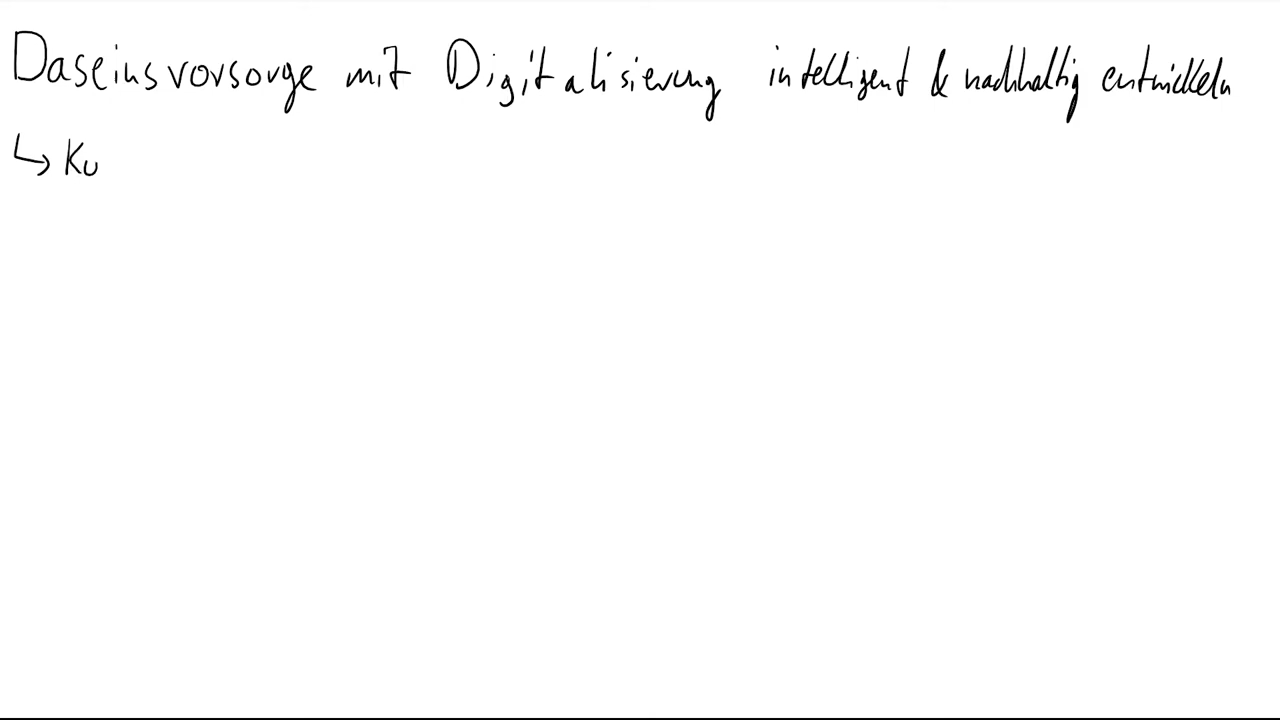 Daseinsvorsorge mit Digitalisierung intelligent & nachhaltig entwickeln
↳ Ku